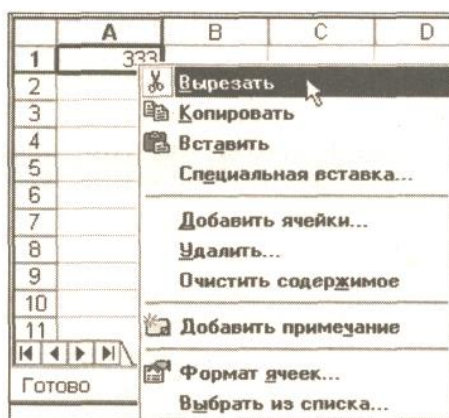 A B C D
1 333
2 Вырезать
3 Копировать
4 Вставить
5 Специальная вставка...
6
7 Добавить ячейки...
8 Удалить...
9 Очистить содержимое
10
11 Добавить примечание
Готово Формат ячеек...
Выбрать из списка...